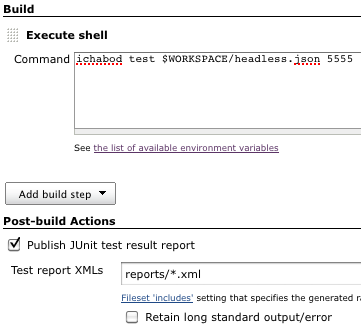 Build
Execute shell
Command ichabod test $WORKSPACE/headless.json 5555
See the list of available environment variables
Add build step
Post-build Actions
Publish JUnit test result report
Test report XMLs reports/*.xml
Fileset 'includes' setting that specifies the generated
Retain long standard output/error